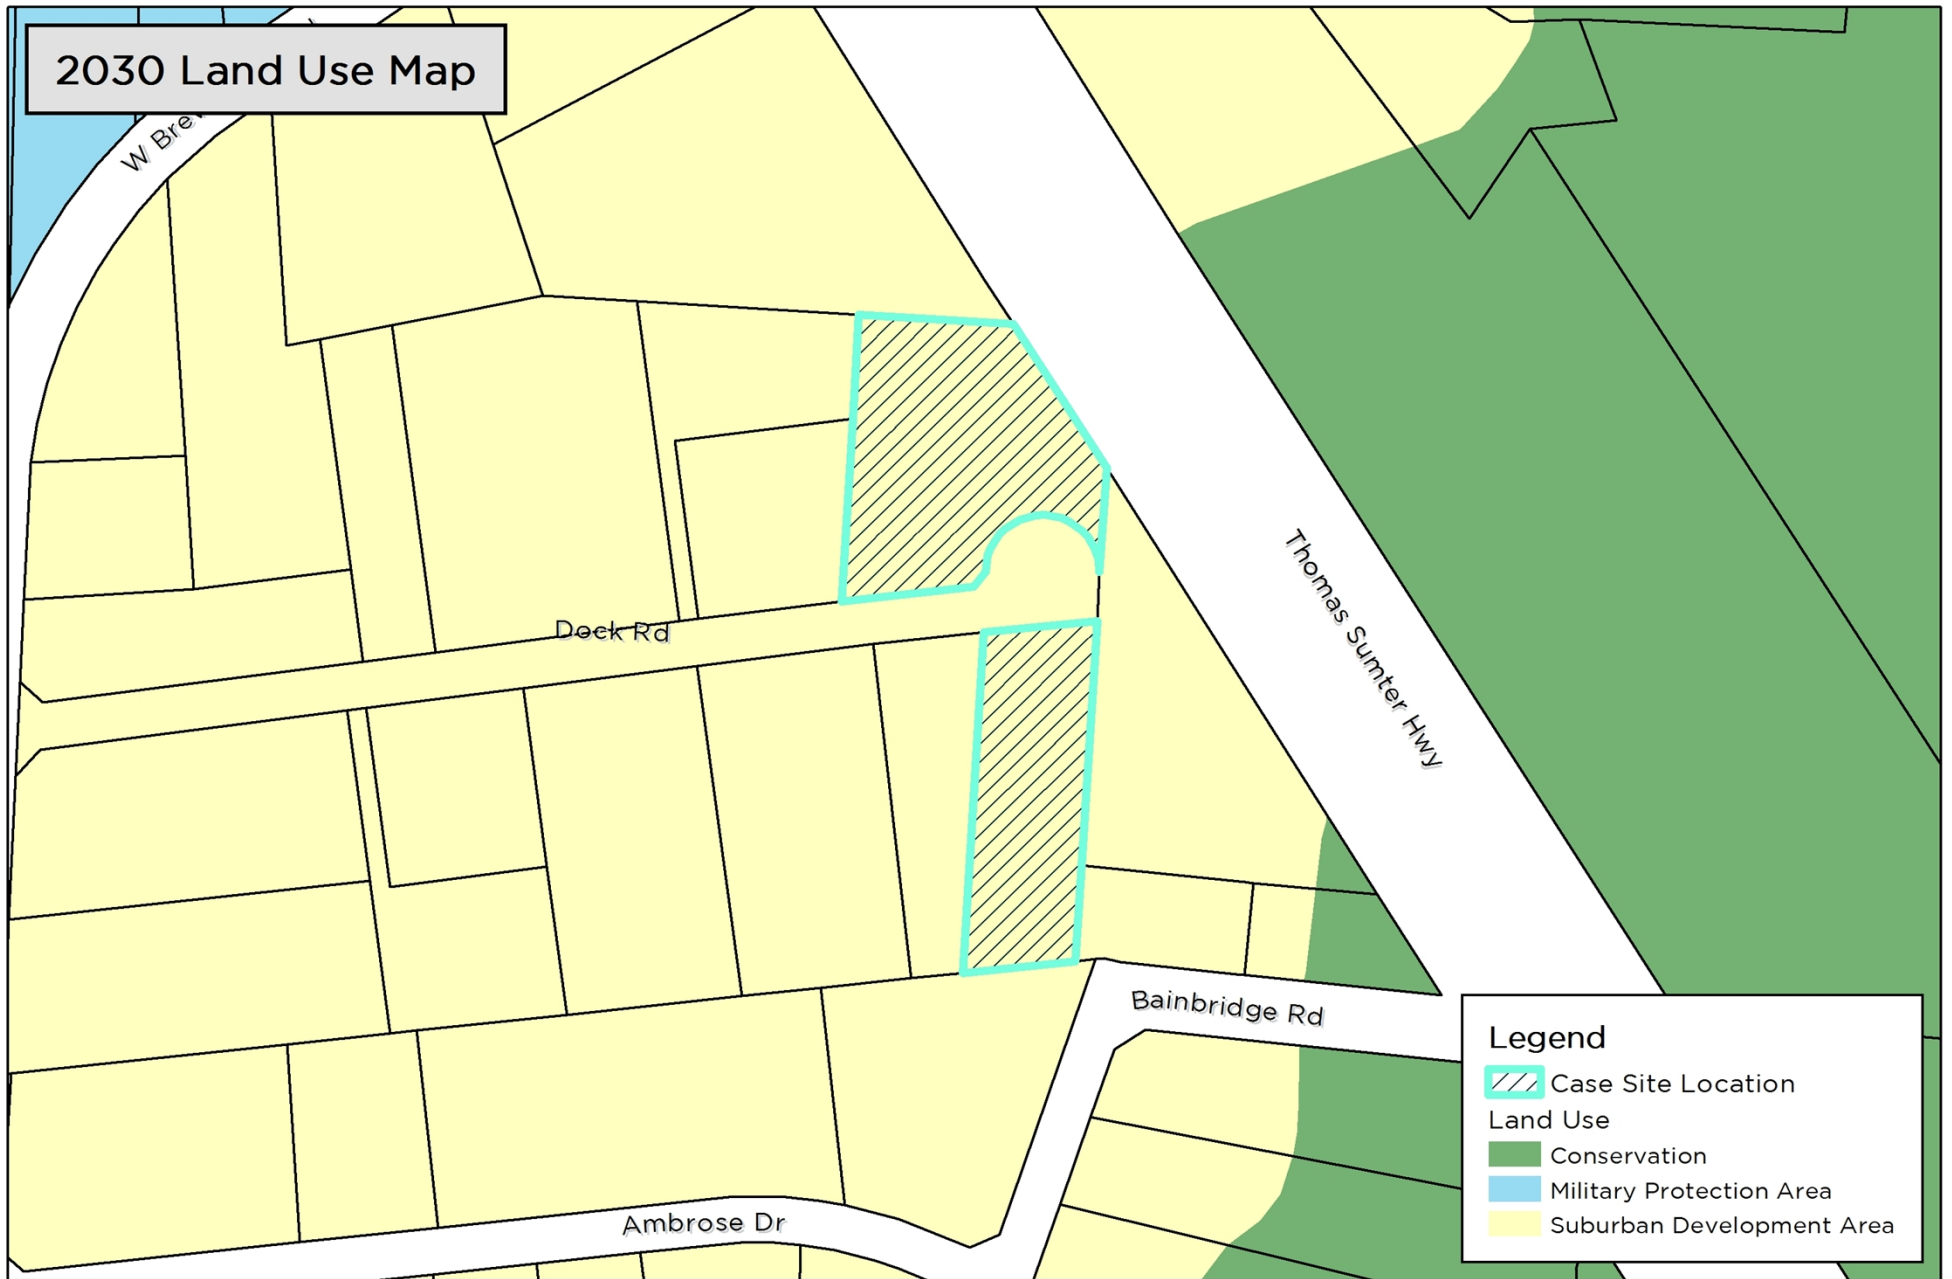 2030 Land Use Map
W
Dock Rd
Thomas Sumter Hwy
Bainbridge Rd
Ambrose Dr
Legend
Case Site Location
Land Use
Conservation
Military Protection Area
Suburban Development Area